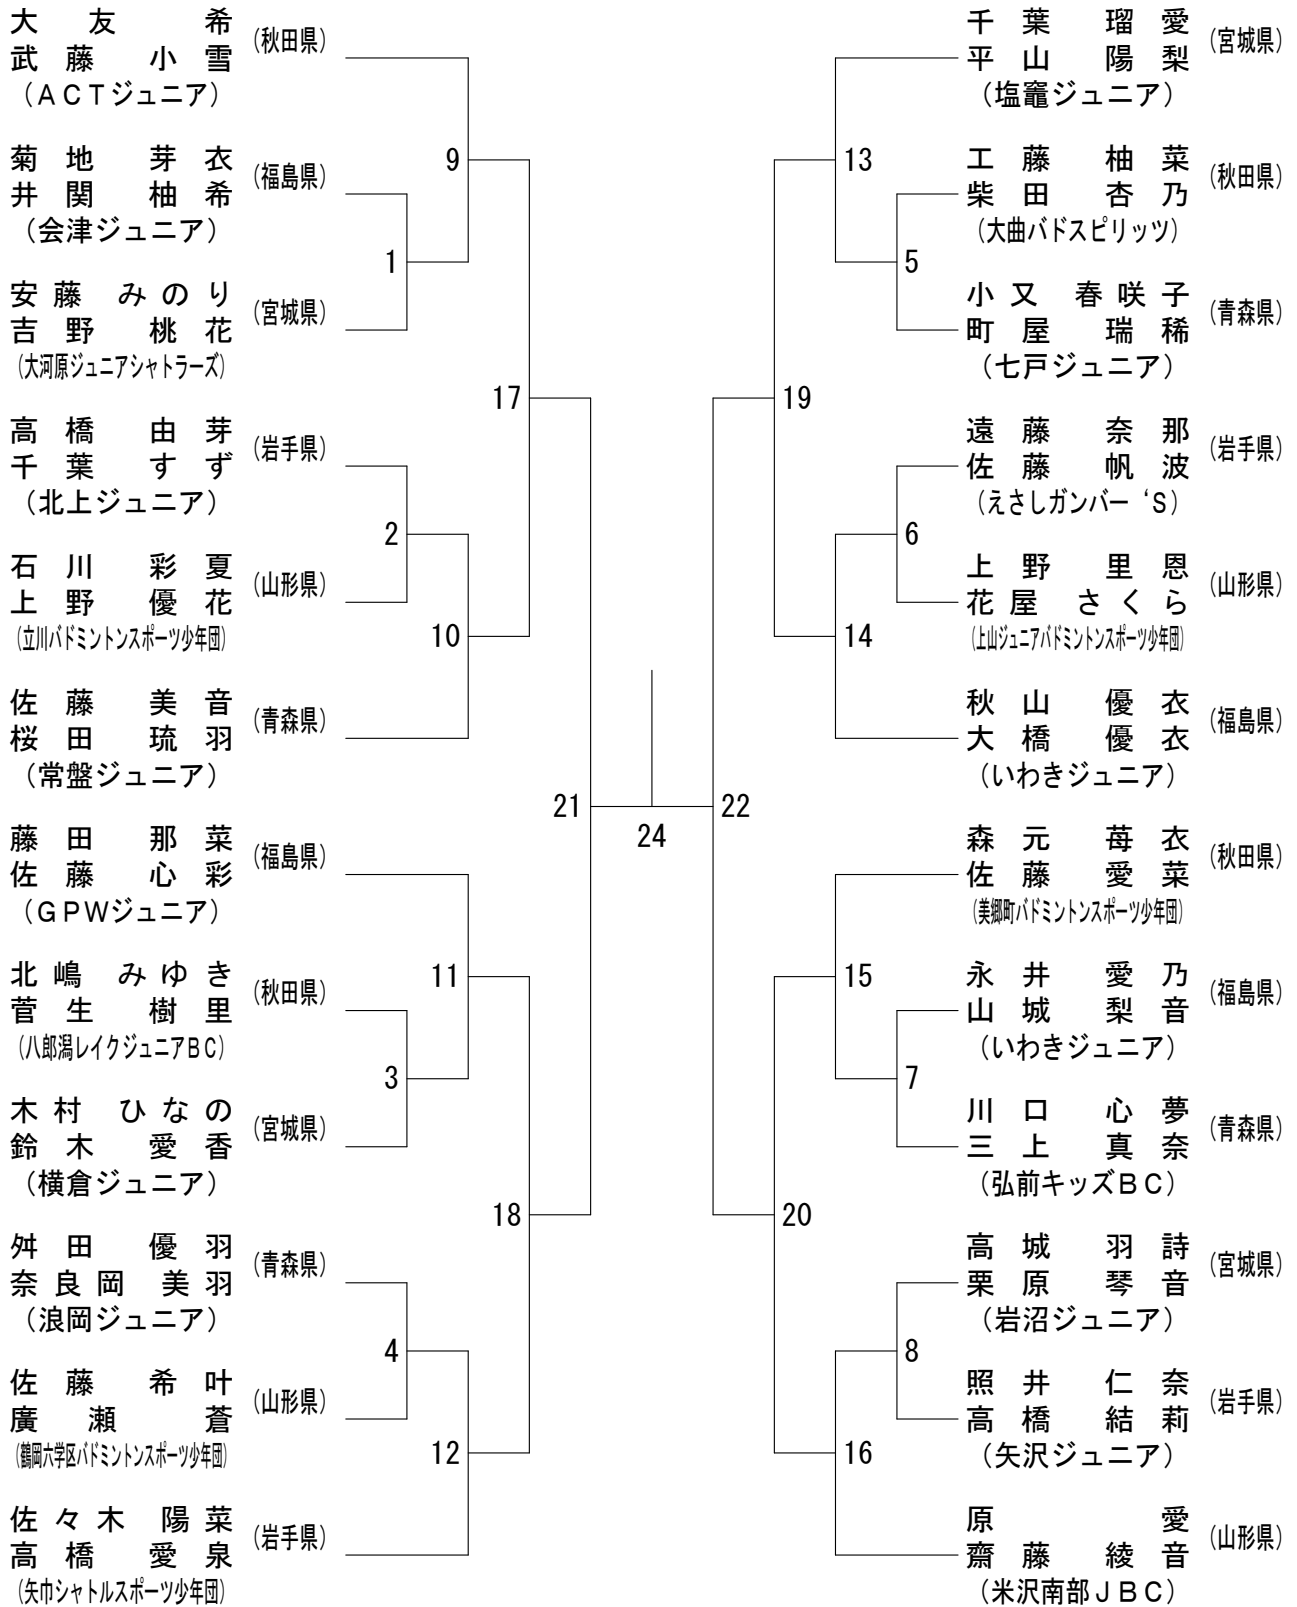 大友希
武藤小雪
(秋田県)
(ACTジュニア)
菊地芽衣
井関柚希
(福島県)
(会津ジュニア)
安藤みのり
吉野桃花
(宮城県)
(大河原ジュニアシャトラーズ)
高橋由芽
千葉すず
(岩手県)
(北上ジュニア)
石川彩夏
上野優花
(山形県)
(立川バドミントンスポーツ少年団)
佐藤美音
桜田琉羽
(青森県)
(常盤ジュニア)
藤田那菜
佐藤心彩
(福島県)
(GPWジュニア)
北嶋みゆき
菅生樹里
(秋田県)
(八郎潟レイクジュニアBC)
木村ひなの
鈴木愛香
(宮城県)
(横倉ジュニア)
舛田優羽
奈良岡美羽
(青森県)
(浪岡ジュニア)
佐藤希叶
廣瀬蒼
(山形県)
(鶴岡六学区バドミントンスポーツ少年団)
佐々木陽菜
高橋愛泉
(岩手県)
(矢巾シャトルスポーツ少年団)
9
1
17
2
10
21
11
3
18
4
12
24
13
5
19
6
14
22
15
7
20
8
16
千葉瑠愛
平山陽梨
(宮城県)
(塩竈ジュニア)
工藤柚菜
柴田杏乃
(秋田県)
(大曲バドスピリッツ)
小又春咲子
町屋瑞稀
(青森県)
(七戸ジュニア)
遠藤奈那
佐藤帆波
(岩手県)
(えさしガンバー‘S)
上野里恩
花屋さくら
(山形県)
(上山ジュニアバドミントンスポーツ少年団)
秋山優衣
大橋優衣
(福島県)
(いわきジュニア)
森元苺衣
佐藤愛菜
(秋田県)
(美郷町バドミントンスポーツ少年団)
永井愛乃
山城梨音
(福島県)
(いわきジュニア)
川口心夢
三上真奈
(青森県)
(弘前キッズBC)
高城羽詩
栗原琴音
(宮城県)
(岩沼ジュニア)
照井仁奈
高橋結莉
(岩手県)
(矢沢ジュニア)
原愛
齋藤綾音
(山形県)
(米沢南部JBC)